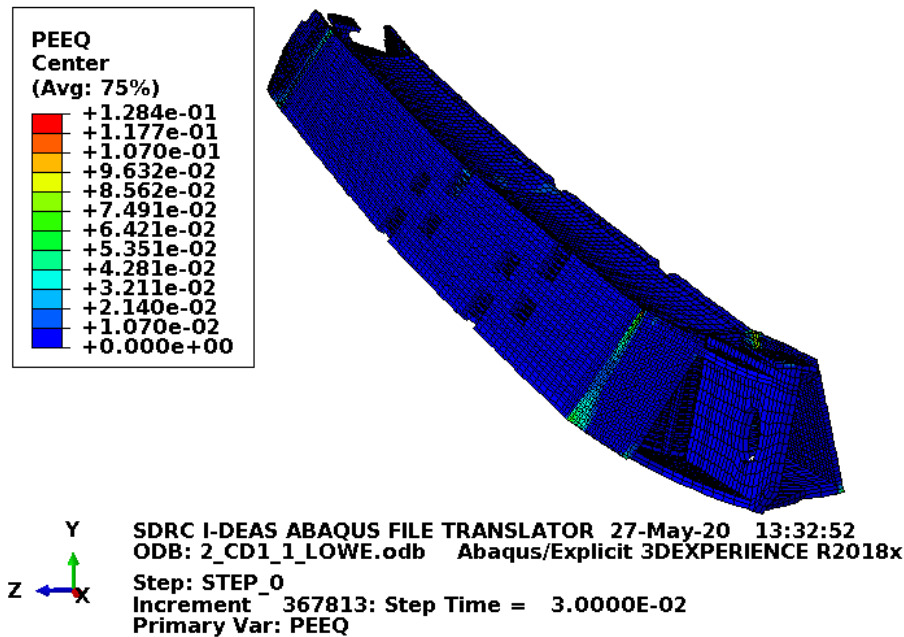 PEEQ
Center
(Avg: 75%)
+1.284e-01
+1.177e-01
+1.070e-01
+9.632e-02
+8.562e-02
+7.491e-02
+6.421e-02
+5.351e-02
+4.281e-02
+3.211e-02
+2.140e-02
+1.070e-02
+0.000e+00
Y
Z
X
SDRC I-DEAS ABAQUS FILE TRANSLATOR 27-May-20 13:32:52
ODB: 2_CD1_1_LOWE.odb Abaqus/Explicit 3DEXPERIENCE R2018x
Step: STEP_0
Increment 367813: Step Time = 3.0000E-02
Primary Var: PEEQ